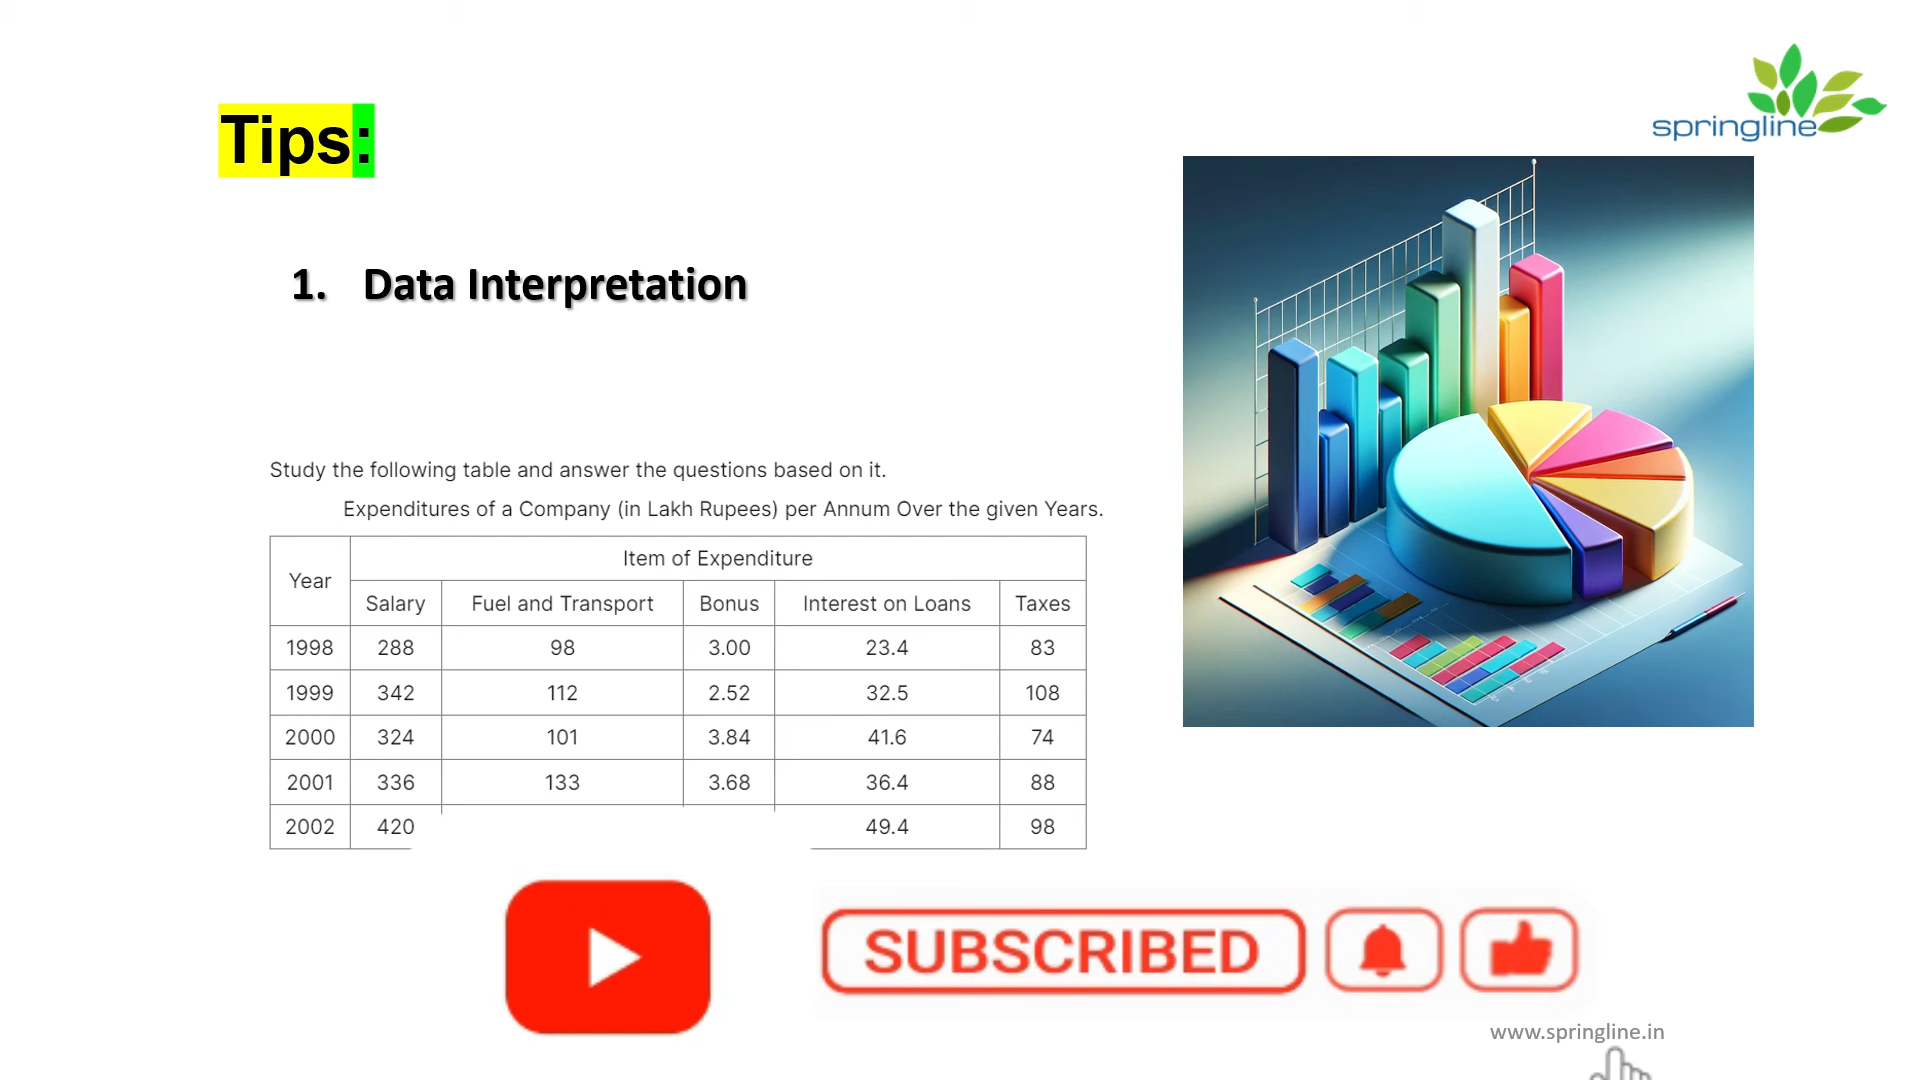 springline
Tips:
1. Data Interpretation
Study the following table and answer the questions based on it.
Expenditures of a Company (in Lakh Rupees) per Annum Over the given Years.
Year Item of Expenditure
Salary Fuel and Transport Bonus Interest on Loans Taxes
1998 288 98 3.00 23.4 83
1999 342 112 2.52 32.5 108
2000 324 101 3.84 41.6 74
2001 336 133 3.68 36.4 88
2002 420 49.4 98
SUBSCRIBED
www.springline.in